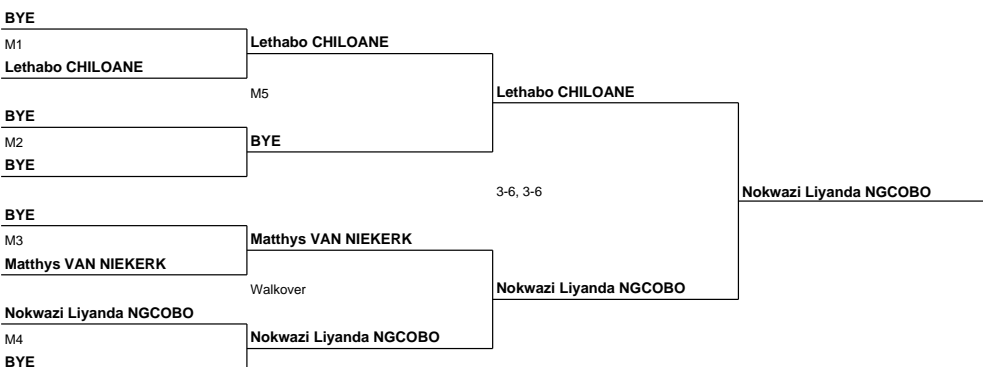 BYE
M1
Lethabo CHILOANE
Lethabo CHILOANE
M5
Lethabo CHILOANE
BYE
M2
BYE
BYE
3-6, 3-6
Nokwazi Liyanda NGCOBO
BYE
M3
Matthys VAN NIEKERK
Matthys VAN NIEKERK
Walkover
Nokwazi Liyanda NGCOBO
Nokwazi Liyanda NGCOBO
M4
Nokwazi Liyanda NGCOBO
BYE